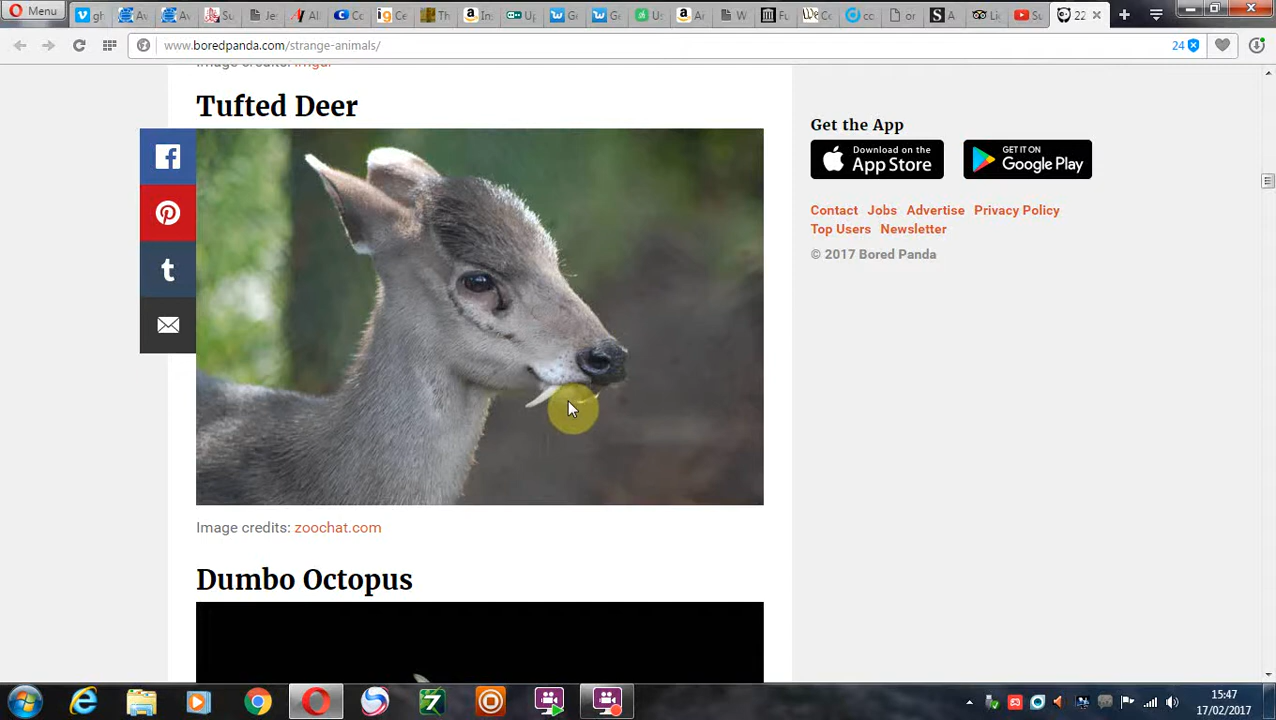 Menu
www.boredpanda.com/strange-animals/
24
Image credits: imgur
Tufted Deer
Get the App
Download on the
App Store
GET IT ON
Google Play
Contact Jobs Advertise Privacy Policy
Top Users Newsletter
© 2017 Bored Panda
Image credits: zoochat.com
Dumbo Octopus
15:47
17/02/2017